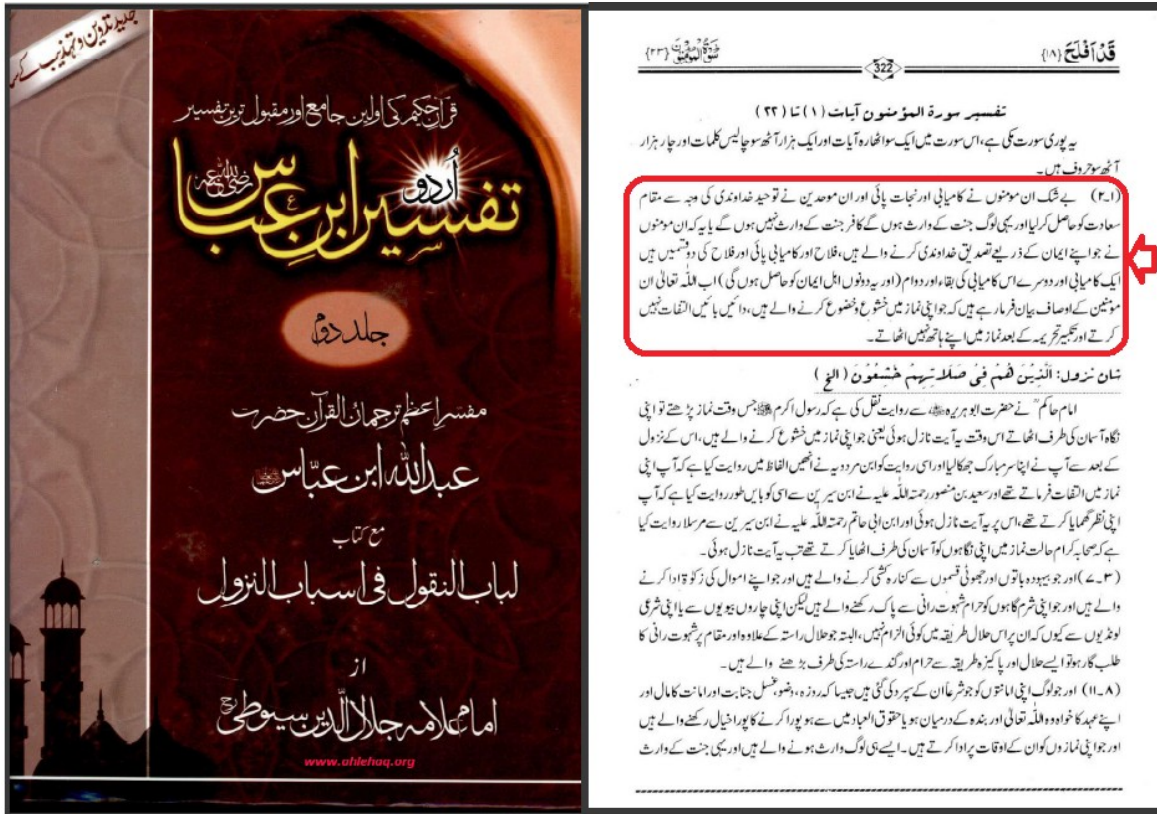 جدید تدوین و تہذیب کے
قرآن حکیم کی اولین جامع اور مقبول ترین تفسیر
اُردو
تفسیر ابن عباس رضی اللہ عنہ
جلد دوم
مفسر اعظم ترجمان القرآن حضرت
عبداللہ ابن عباس
مع کتاب
لباب النقول فی اسباب النزول
از
امام علامہ جلال الدین سیوطی
www.ahlehaq.org
قَدْ اَفْلَحَ {۱۸}
322
سورۃ المؤمنون {۲۳}
تفسیر سورۃ المؤمنون آیات (۱) تا (۲۲)
یہ پوری سورت مکی ہے، اس سورت میں ایک سو اٹھارہ آیات اور ایک ہزار آٹھ سو چالیس کلمات اور چار ہزار
آٹھ سو حروف ہیں۔
(۱۔۲) بے شک ان مومنوں نے کامیابی اور نجات پائی اور ان موحدین نے توحید خداوندی کی وجہ سے مقام
سعادت کو حاصل کرلیا اور یہی لوگ جنت کے وارث ہوں گے کافر جنت کے وارث نہیں ہوں گے یا یہ کہ ان مومنوں
نے جو اپنے ایمان کے ذریعے تصدیق خداوندی کرنے والے ہیں، فلاح اور کامیابی پائی اور فلاح کی دو قسمیں ہیں
ایک کامیابی اور دوسرے اس کامیابی کی بقاء اور دوام (اور یہ دونوں اہل ایمان کو حاصل ہوں گی) اب اللہ تعالیٰ ان
مومنین کے اوصاف بیان فرما رہے ہیں کہ جو اپنی نماز میں خشوع و خضوع کرنے والے ہیں، دائیں بائیں التفات نہیں
کرتے اور تکبیر تحریمہ کے بعد نماز میں اپنے ہاتھ نہیں اٹھاتے۔
شان نزول: اَلَّذِیْنَ هُمْ فِیْ صَلَاتِهِمْ خٰشِعُوْنَ (الخ)
امام حاکمؒ نے حضرت ابو ہریرہ سے روایت نقل کی ہے کہ رسول اکرم ﷺ جس وقت نماز پڑھتے تو اپنی
نگاہ آسمان کی طرف اٹھاتے اس وقت یہ آیت نازل ہوئی یعنی جو اپنی نماز میں خشوع کرنے والے ہیں، اس کے نزول
کے بعد سے آپ نے اپنا سر مبارک جھکا لیا اور اسی روایت کو ابن مردویہ نے انھیں الفاظ میں روایت کیا ہے کہ آپ اپنی
نماز میں التفات فرماتے تھے اور سعید بن منصور رحمۃ اللہ علیہ نے ابن سیرین سے اسی کو بایں طور روایت کیا ہے کہ آپ
اپنی نظر گھمایا کرتے تھے، اس پر یہ آیت نازل ہوئی اور ابن ابی حاتم رحمۃ اللہ علیہ نے ابن سیرین سے مرسلا روایت کیا
ہے کہ صحابہ کرام حالت نماز میں اپنی نگاہوں کو آسمان کی طرف اٹھایا کرتے تھے تب یہ آیت نازل ہوئی۔
(۳۔۷) اور جو بیہودہ باتوں اور جھوٹی قسموں سے کنارہ کشی کرنے والے ہیں اور جو اپنے اموال کی زکوٰۃ ادا کرنے
والے ہیں اور جو اپنی شرم گاہوں کو حرام شہوت رانی سے پاک رکھنے والے ہیں لیکن اپنی چاروں بیویوں سے یا اپنی شرعی
لونڈیوں سے کیوں کہ ان پر اس حلال طریقہ میں کوئی الزام نہیں، البتہ جو حلال راستہ کے علاوہ اور مقام پر شہوت رانی کا
طلب گار ہو تو ایسے حلال اور پاکیزہ طریقہ سے حرام اور گندے راستہ کی طرف بڑھنے والے ہیں۔
(۸۔۱۱) اور جو لوگ اپنی امانتوں کو جو شرعاً ان کے سپرد کی گئی ہیں جیسا کہ روزہ، وضو، غسل جنابت اور امانت کا مال اور
اپنے عہد کا خواہ وہ اللہ تعالیٰ اور بندہ کے درمیان ہو یا حقوق العباد میں سے ہو پورا کرنے کا پورا خیال رکھنے والے ہیں
اور جو اپنی نمازوں کو ان کے اوقات پر ادا کرتے ہیں۔ ایسے ہی لوگ وارث ہونے والے ہیں اور یہی جنت کے وارث